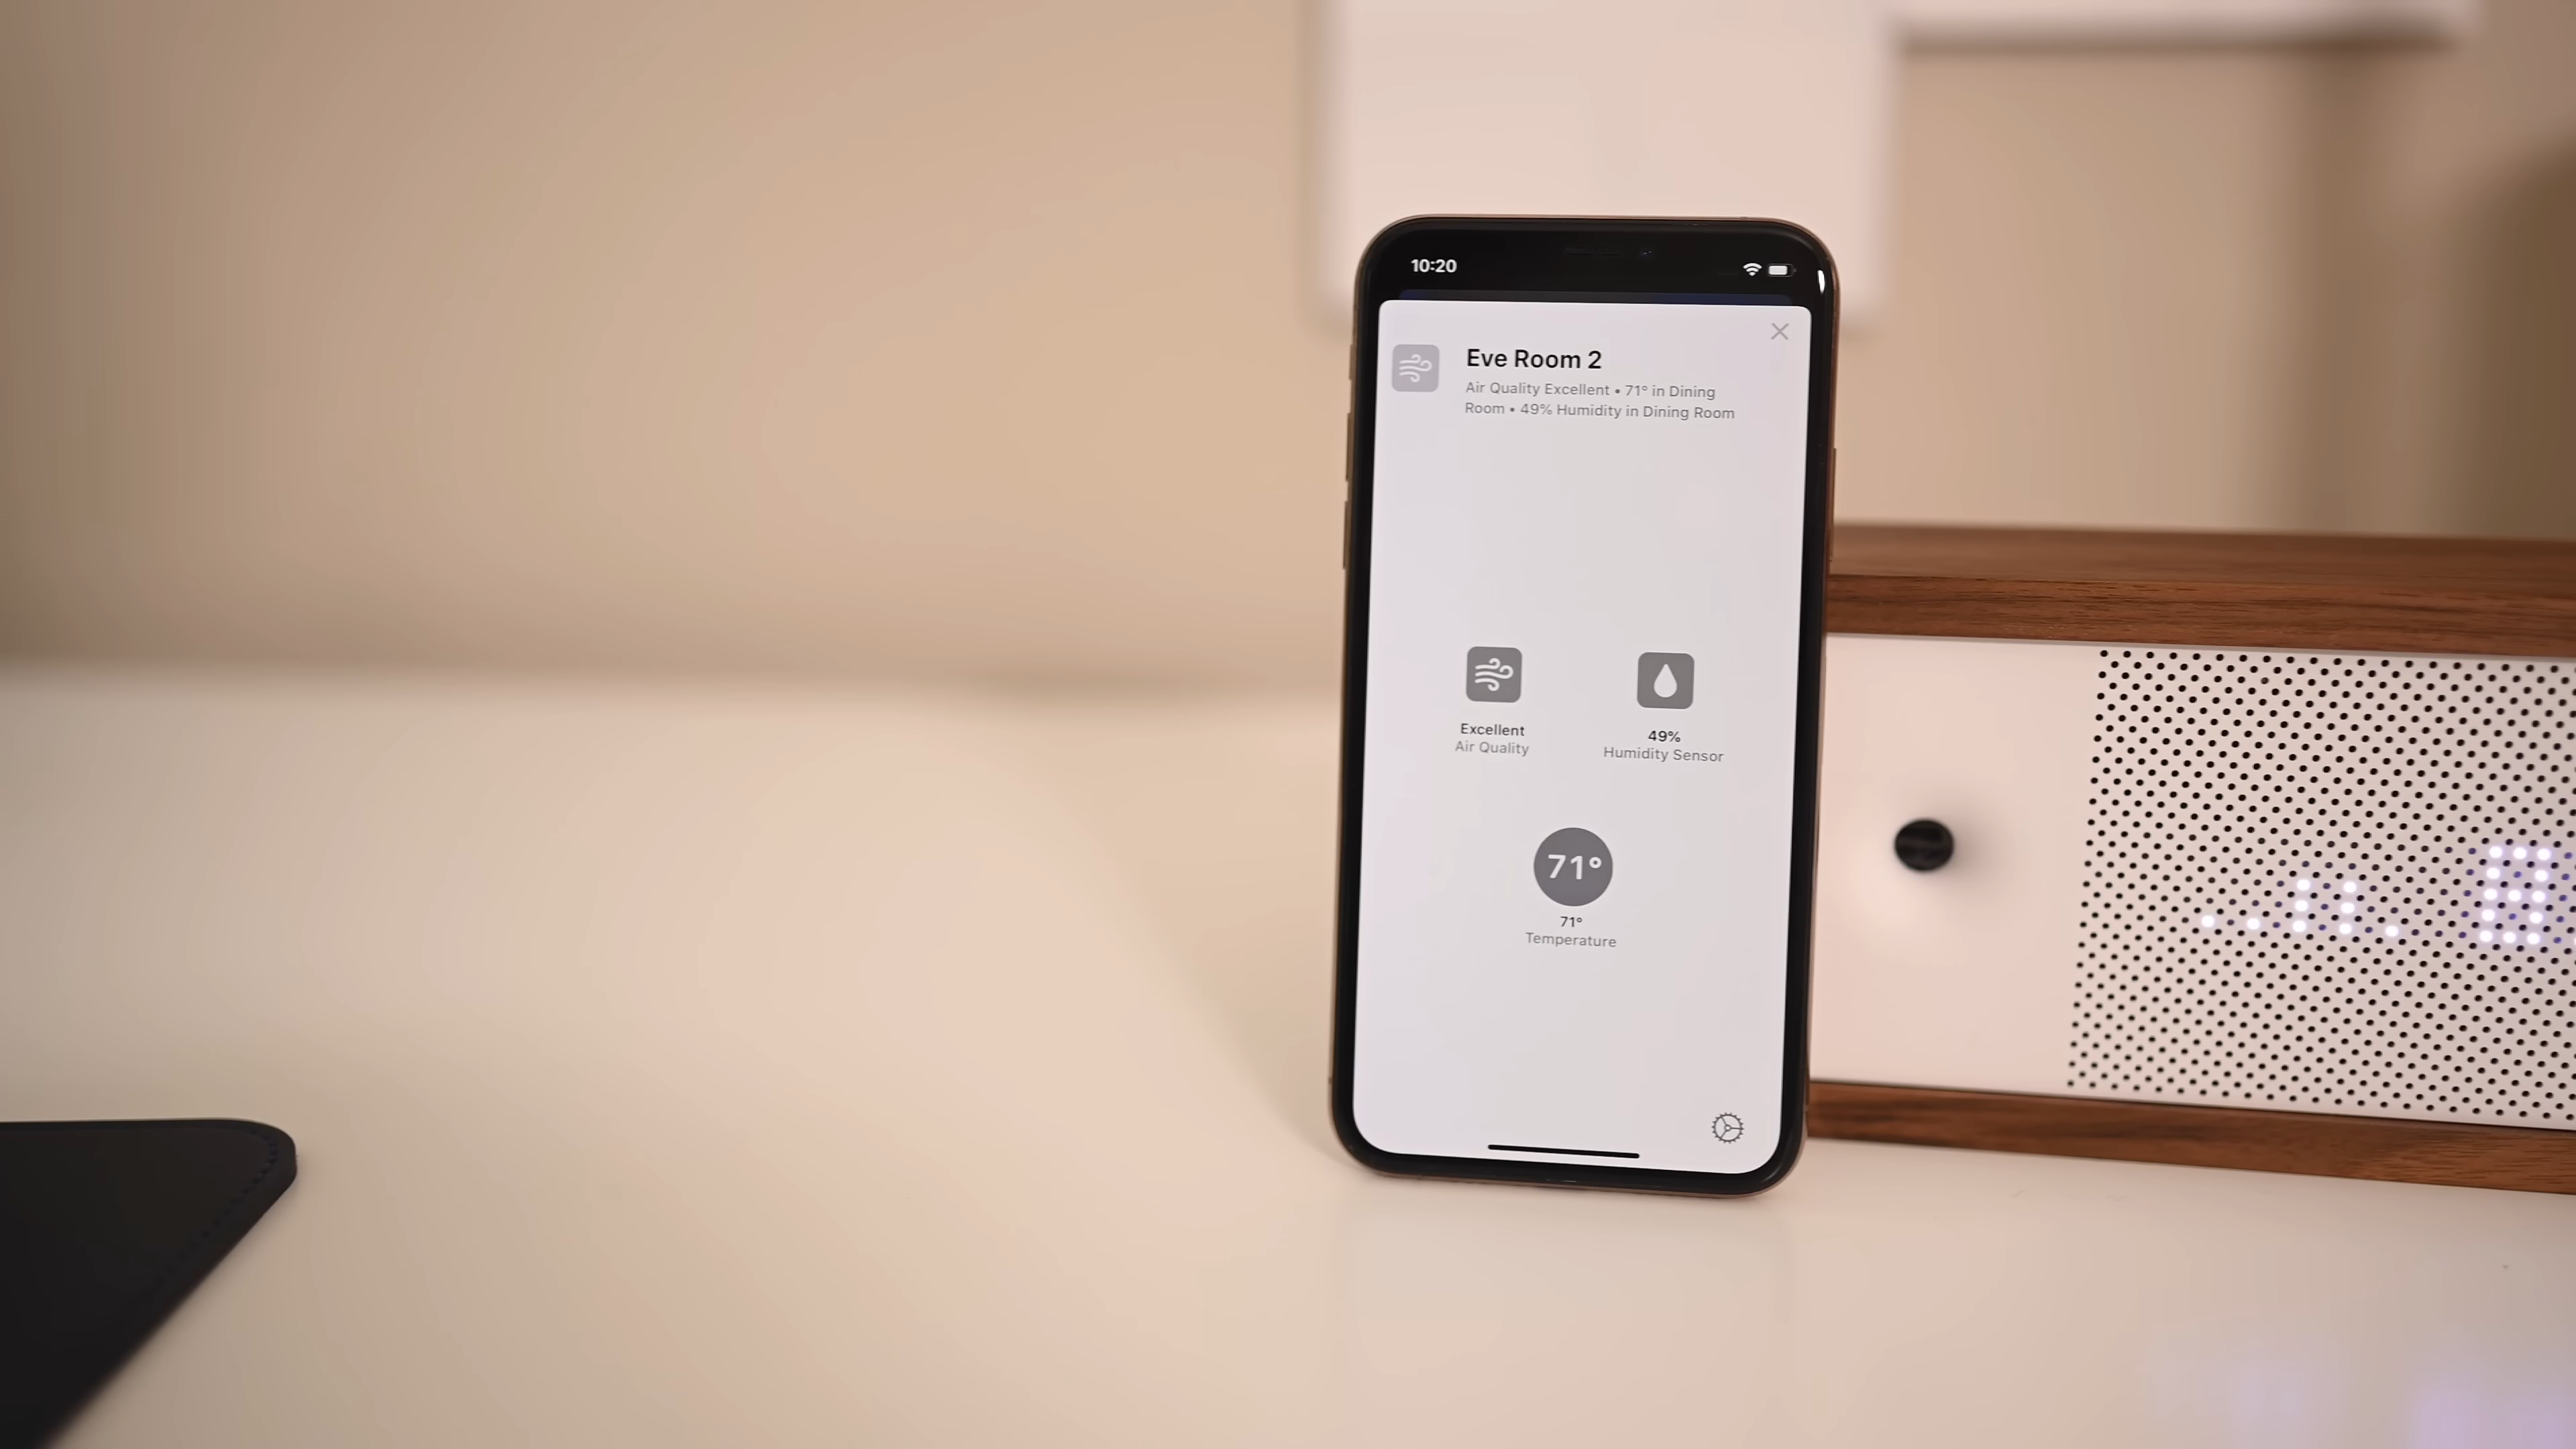 10:20
Eve Room 2
Air Quality Excellent • 71° in Dining
Room • 49% Humidity in Dining Room
Excellent
Air Quality
49%
Humidity Sensor
71°
71°
Temperature